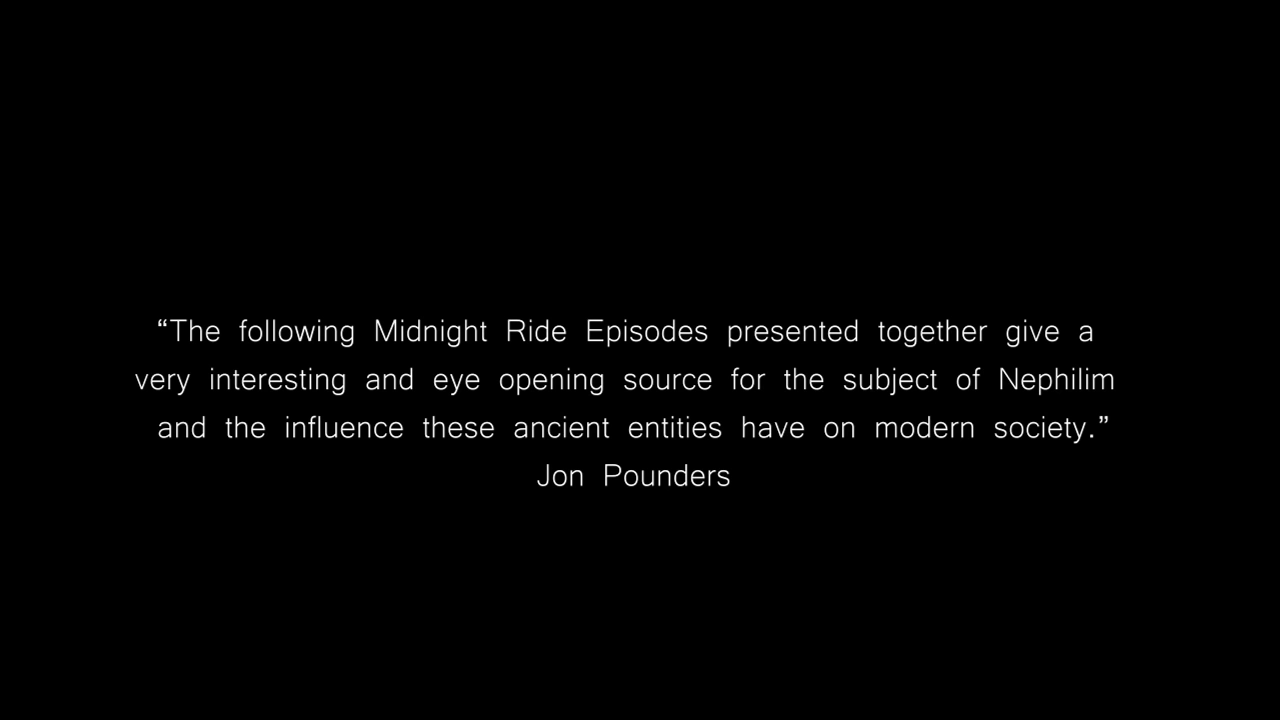 “The following Midnight Ride Episodes presented together give a
very interesting and eye opening source for the subject of Nephilim
and the influence these ancient entities have on modern society.”
Jon Pounders